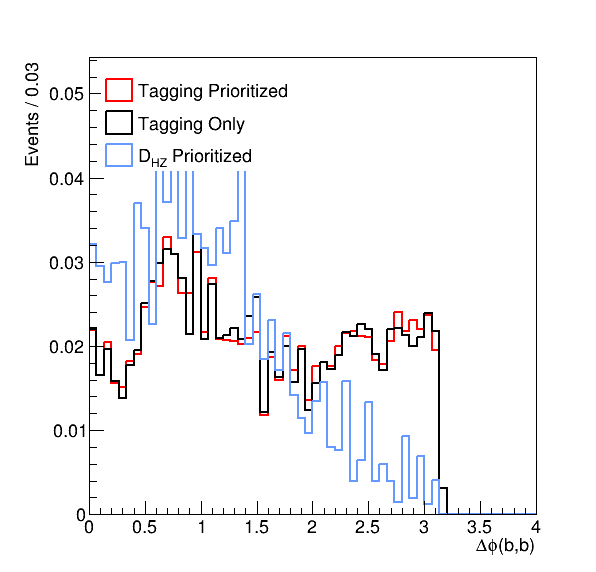 Events / 0.03
Tagging Prioritized
Tagging Only
D_HZ Prioritized
0.05
0.04
0.03
0.02
0.01
0
0 0.5 1 1.5 2 2.5 3 3.5 4
Δϕ(b,b)